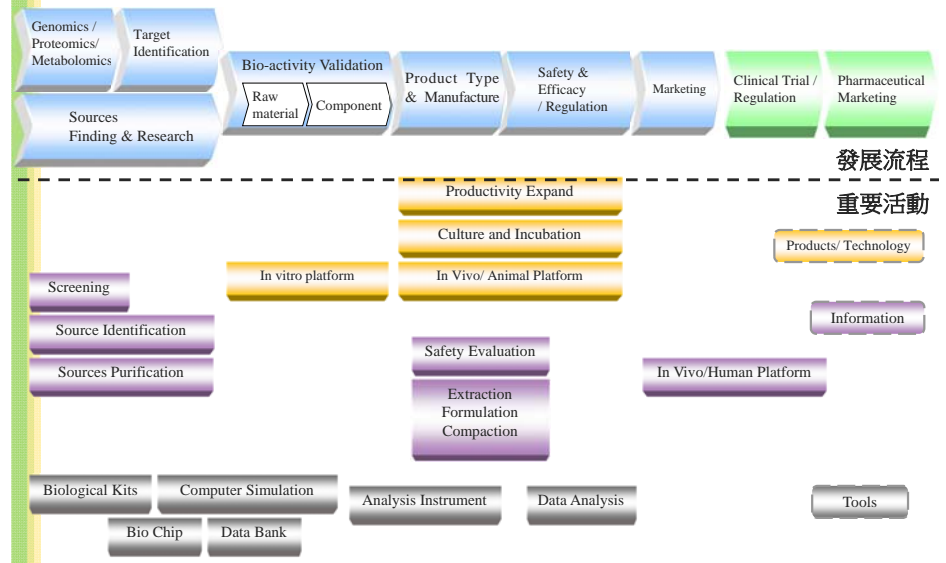 Genomics /
Proteomics/
Metabolomics
Target
Identification
Sources
Finding & Research
Bio-activity Validation
Raw
material
Component
Product Type
& Manufacture
Safety &
Efficacy
/ Regulation
Marketing
Clinical Trial /
Regulation
Pharmaceutical
Marketing
發展流程
重要活動
Productivity Expand
Culture and Incubation
Products/ Technology
In vitro platform
In Vivo/ Animal Platform
Screening
Information
Source Identification
Safety Evaluation
Sources Purification
In Vivo/Human Platform
Extraction
Formulation
Compaction
Biological Kits
Computer Simulation
Analysis Instrument
Data Analysis
Tools
Bio Chip
Data Bank